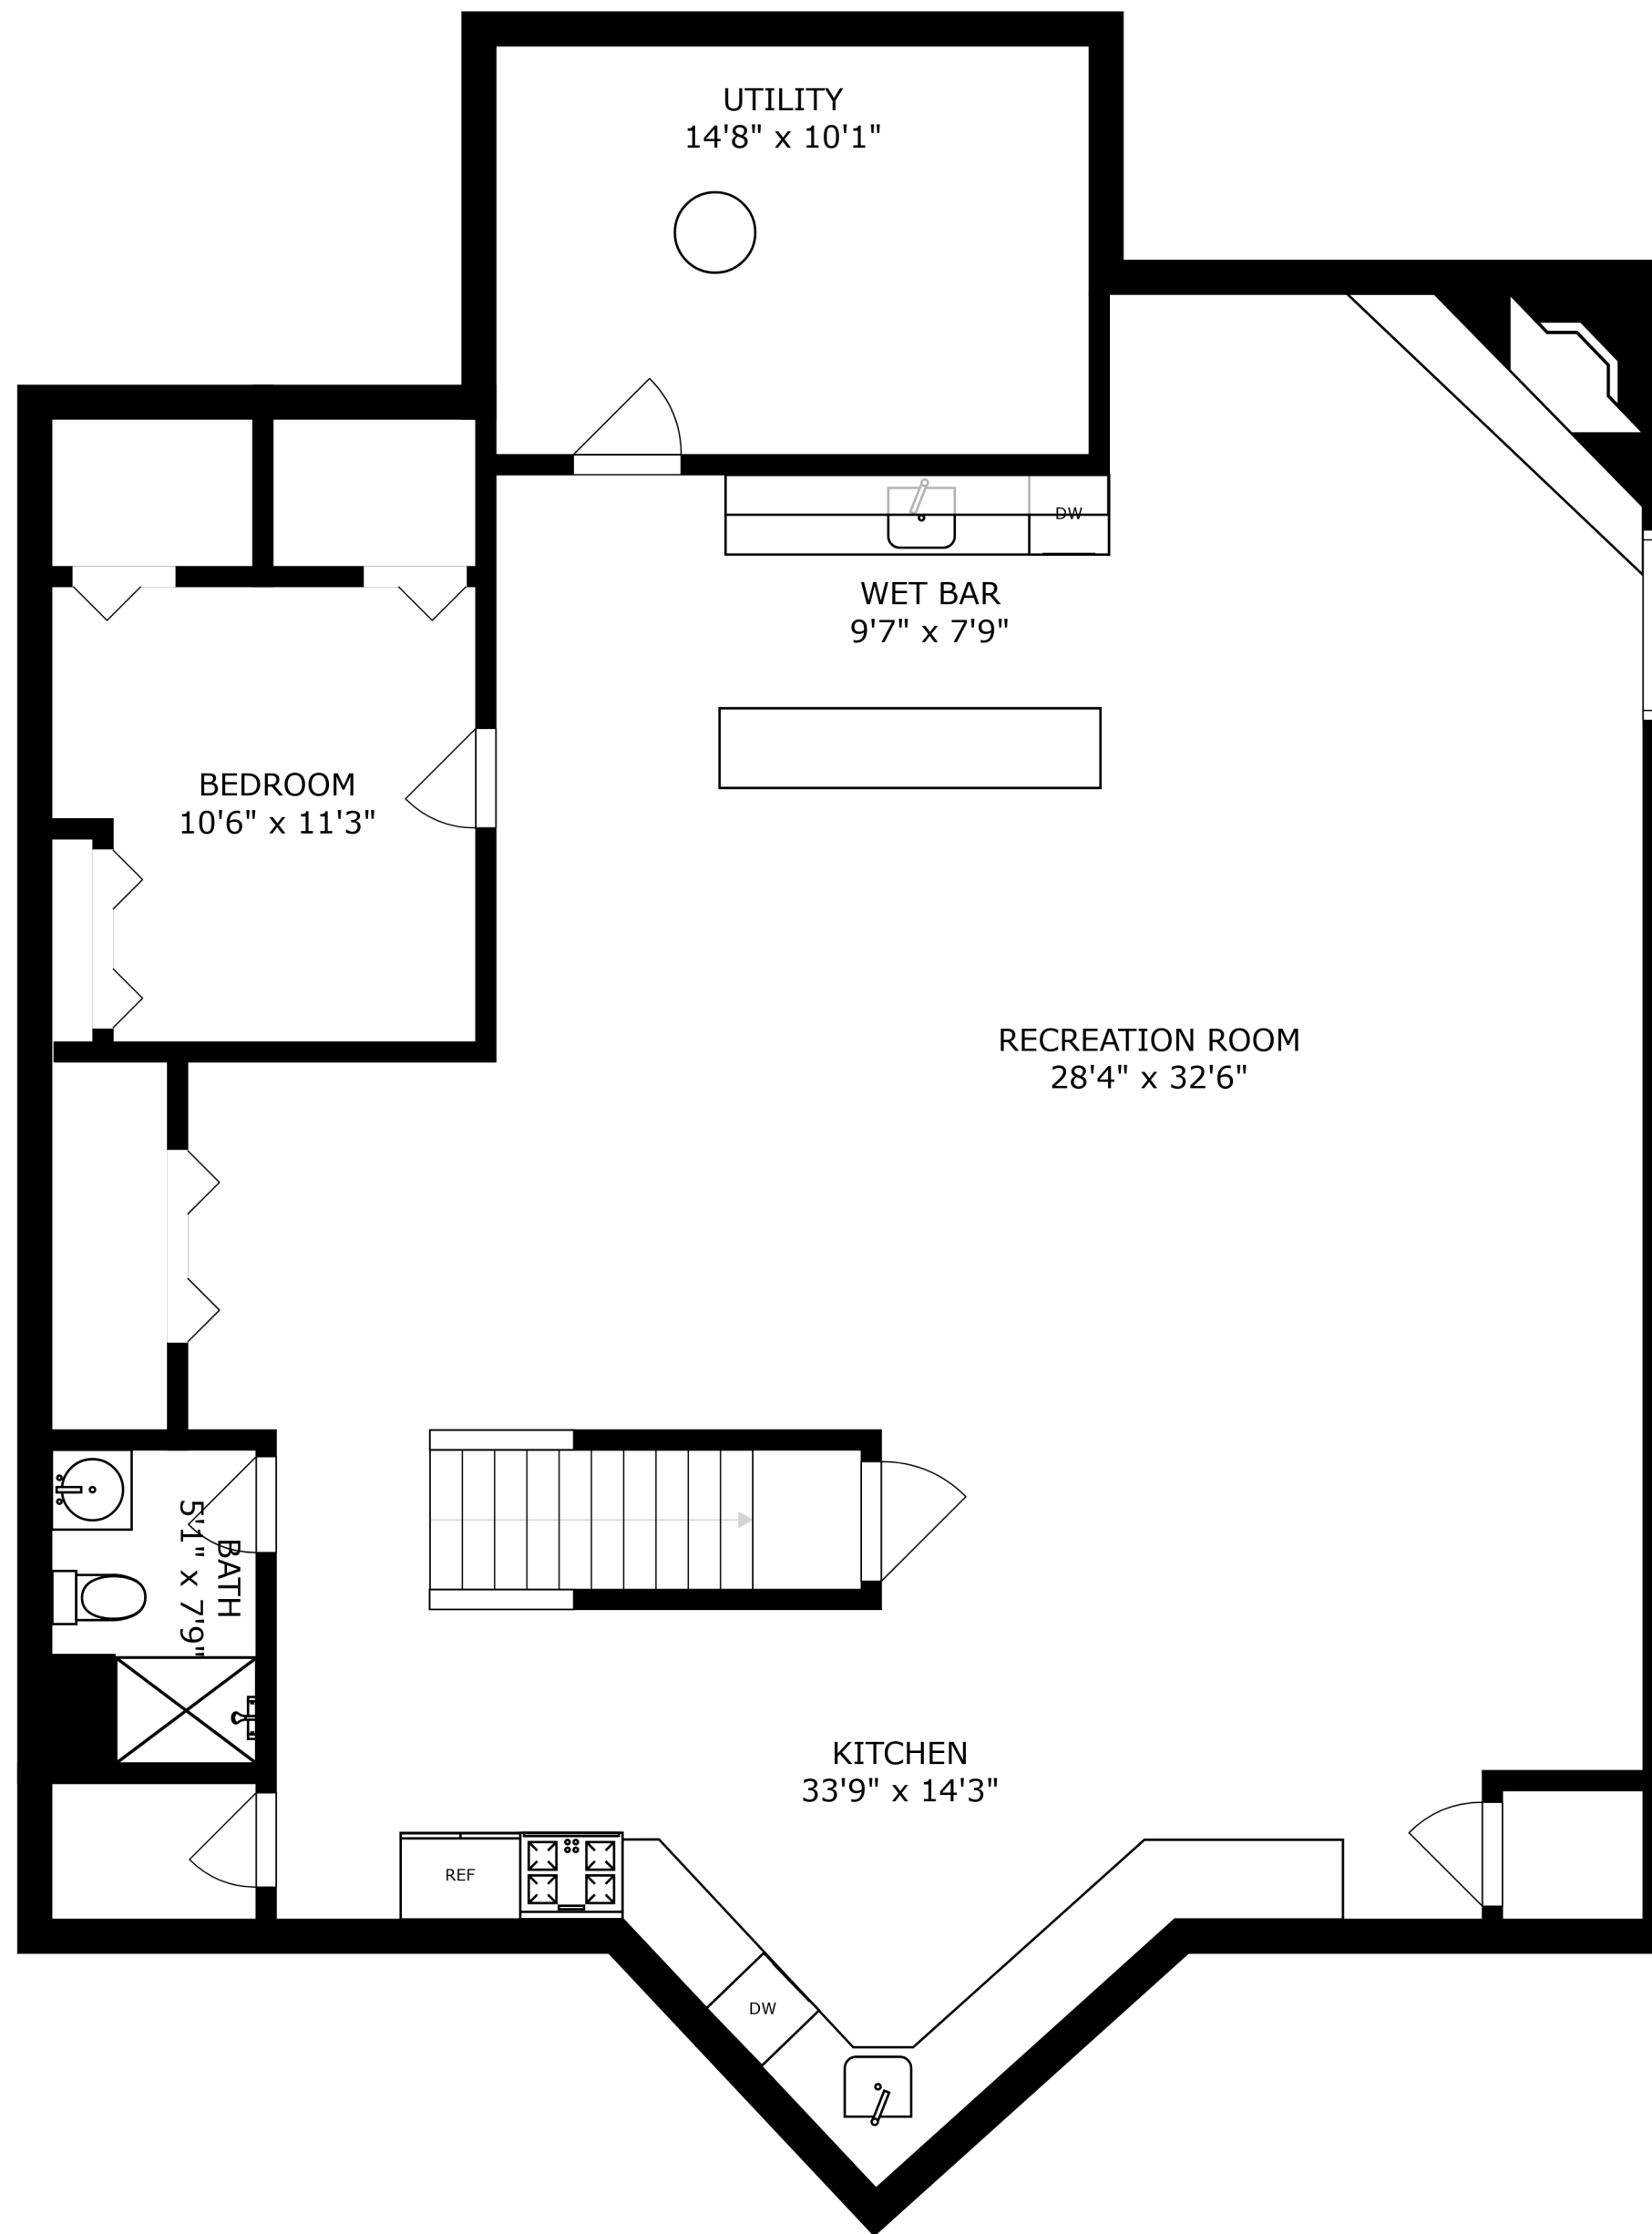 UTILITY
14'8" x 10'1"
DW
WET BAR
9'7" x 7'9"
BEDROOM
10'6" x 11'3"
RECREATION ROOM
28'4" x 32'6"
BATH
5'1" x 7'9"
KITCHEN
33'9" x 14'3"
REF
DW